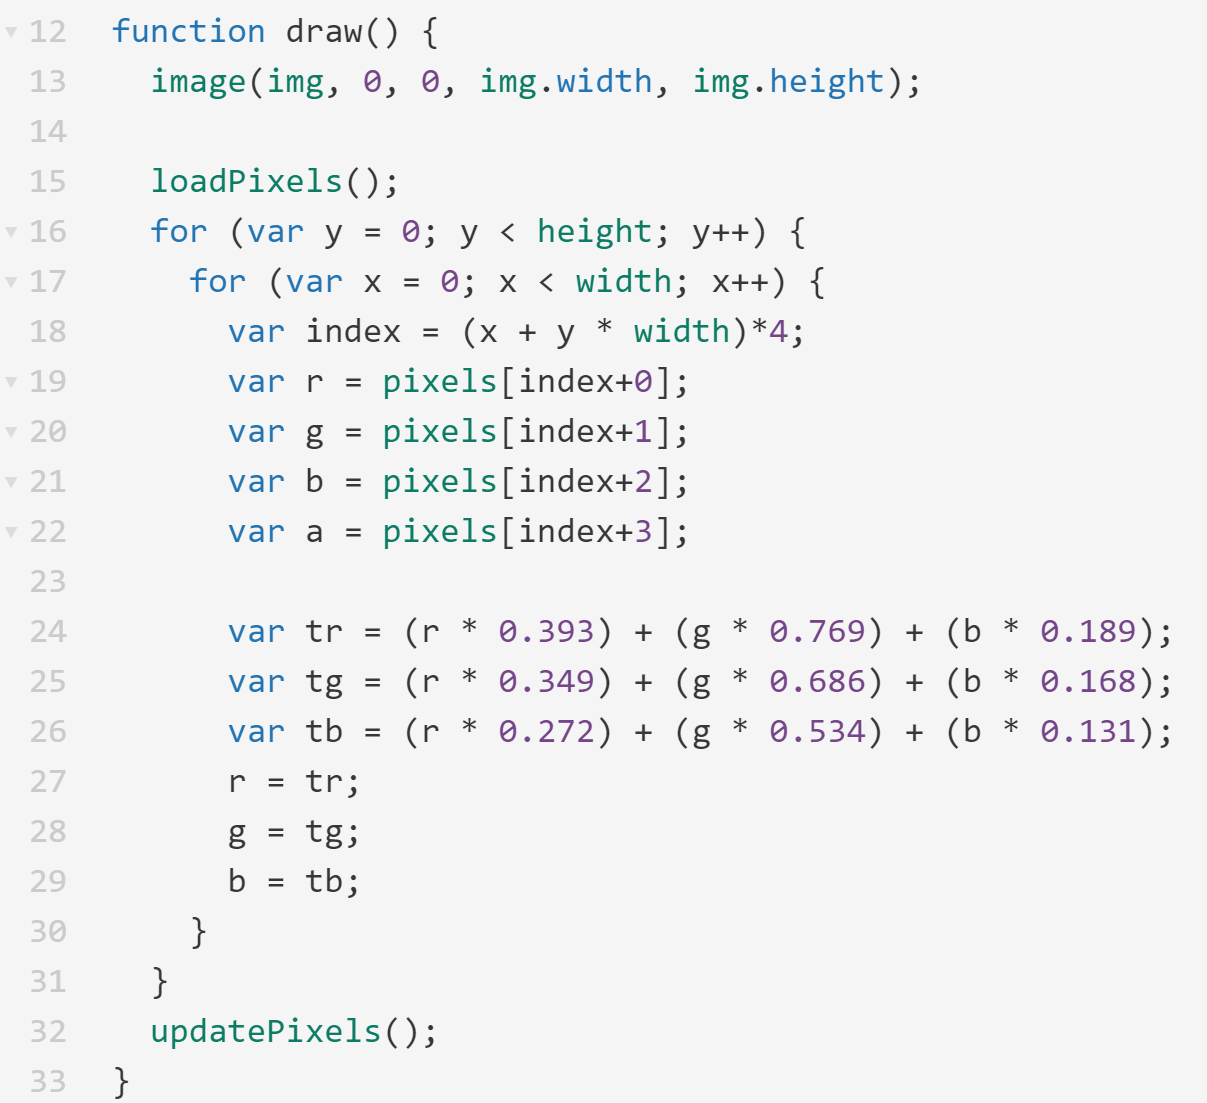 12 function draw() {
13 image(img, 0, 0, img.width, img.height);
14
15 loadPixels();
16 for (var y = 0; y < height; y++) {
17 for (var x = 0; x < width; x++) {
18 var index = (x + y * width)*4;
19 var r = pixels[index+0];
20 var g = pixels[index+1];
21 var b = pixels[index+2];
22 var a = pixels[index+3];
23
24 var tr = (r * 0.393) + (g * 0.769) + (b * 0.189);
25 var tg = (r * 0.349) + (g * 0.686) + (b * 0.168);
26 var tb = (r * 0.272) + (g * 0.534) + (b * 0.131);
27 r = tr;
28 g = tg;
29 b = tb;
30 }
31 }
32 updatePixels();
33 }